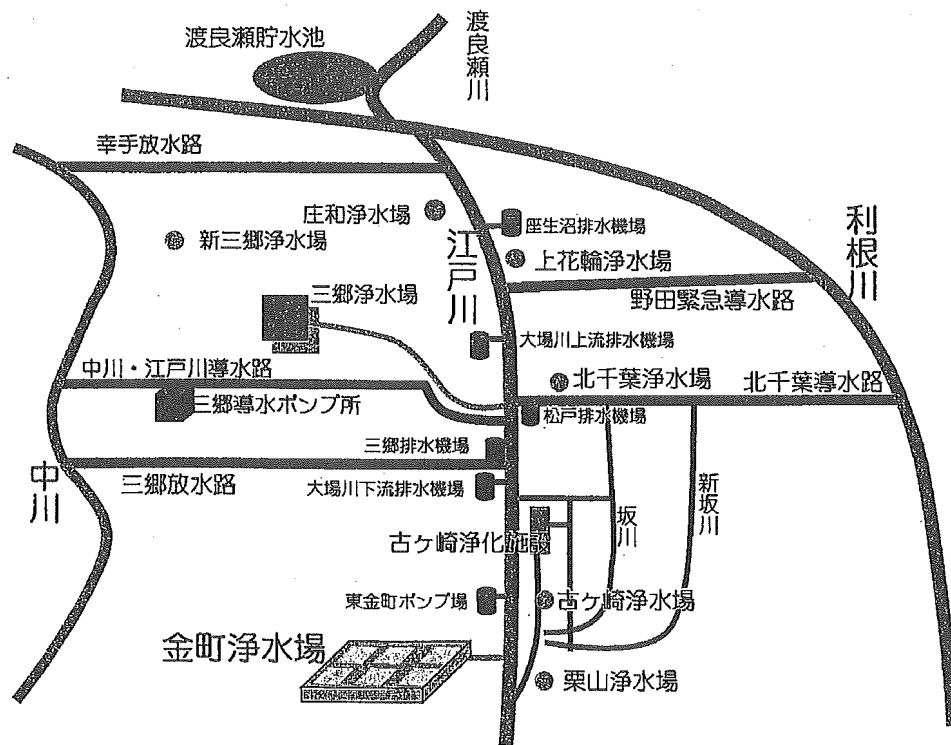 渡良瀬貯水池
渡良瀬川
幸手放水路
庄和浄水場
新三郷浄水場
江戸川
座生沼排水機場
上花輪浄水場
利根川
三郷浄水場
野田緊急導水路
大場川上流排水機場
中川・江戸川導水路
北千葉浄水場
北千葉導水路
三郷導水ポンプ所
松戸排水機場
三郷排水機場
中川
三郷放水路
大場川下流排水機場
坂川
新坂川
古ケ崎浄化施設
東金町ポンプ場
古ケ崎浄水場
金町浄水場
栗山浄水場